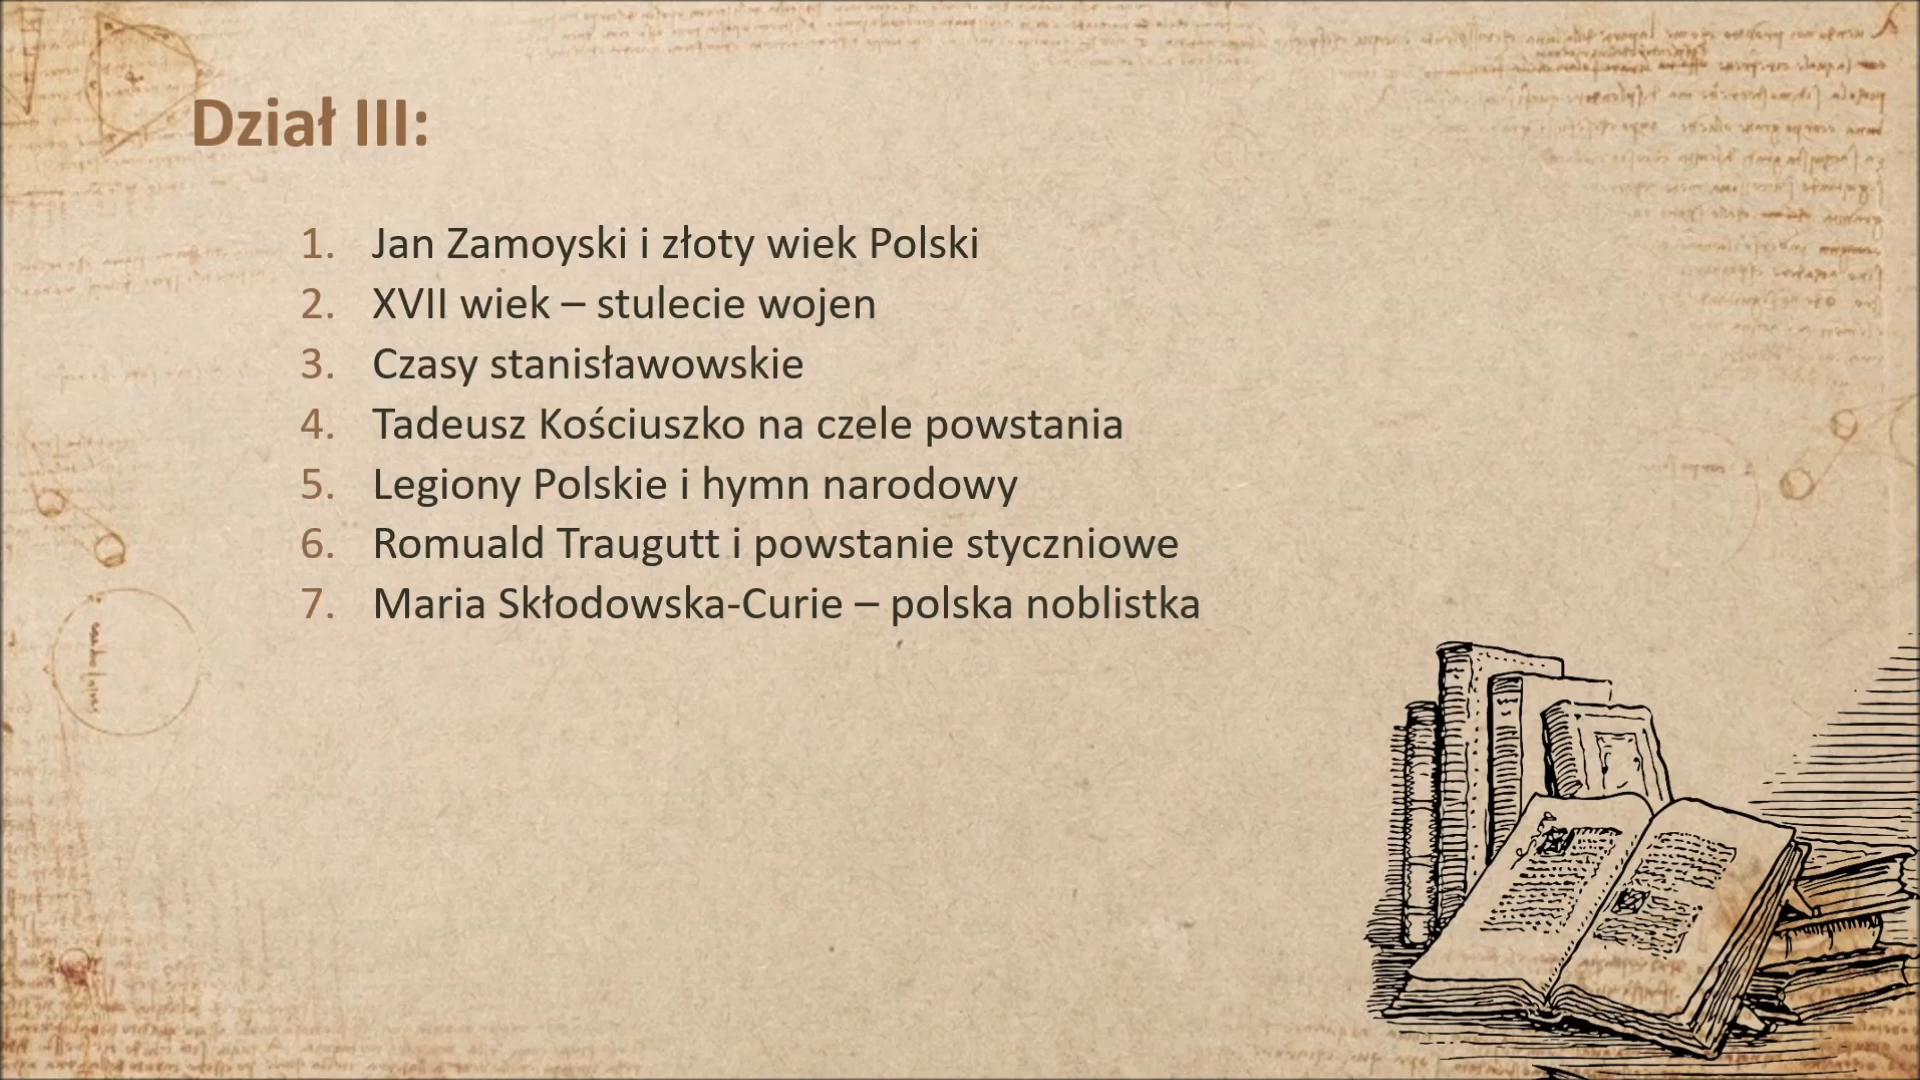 Dział III:
1. Jan Zamoyski i złoty wiek Polski
2. XVII wiek – stulecie wojen
3. Czasy stanisławowskie
4. Tadeusz Kościuszko na czele powstania
5. Legiony Polskie i hymn narodowy
6. Romuald Traugutt i powstanie styczniowe
7. Maria Skłodowska-Curie – polska noblistka